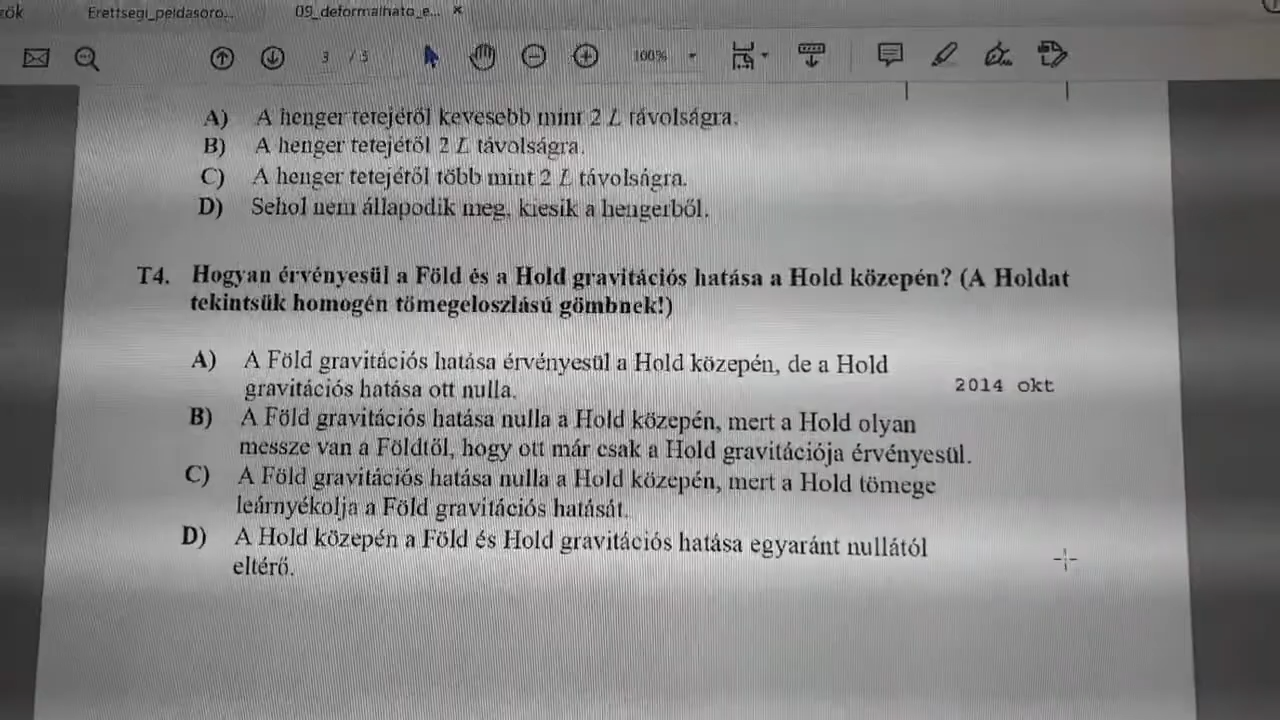 zök Erettsegi_peldasoro... 09_deformalhato_e... ×
3 / 5 100%
A) A henger tetejétől kevesebb mint 2 L távolságra.
B) A henger tetejétől 2 L távolságra.
C) A henger tetejétől több mint 2 L távolságra.
D) Sehol nem állapodik meg, kiesik a hengerből.
T4. Hogyan érvényesül a Föld és a Hold gravitációs hatása a Hold közepén? (A Holdat
tekintsük homogén tömegeloszlású gömbnek!)
A) A Föld gravitációs hatása érvényesül a Hold közepén, de a Hold
gravitációs hatása ott nulla.
2014 okt
B) A Föld gravitációs hatása nulla a Hold közepén, mert a Hold olyan
messze van a Földtől, hogy ott már csak a Hold gravitációja érvényesül.
C) A Föld gravitációs hatása nulla a Hold közepén, mert a Hold tömege
leárnyékolja a Föld gravitációs hatását.
D) A Hold közepén a Föld és Hold gravitációs hatása egyaránt nullától
eltérő.